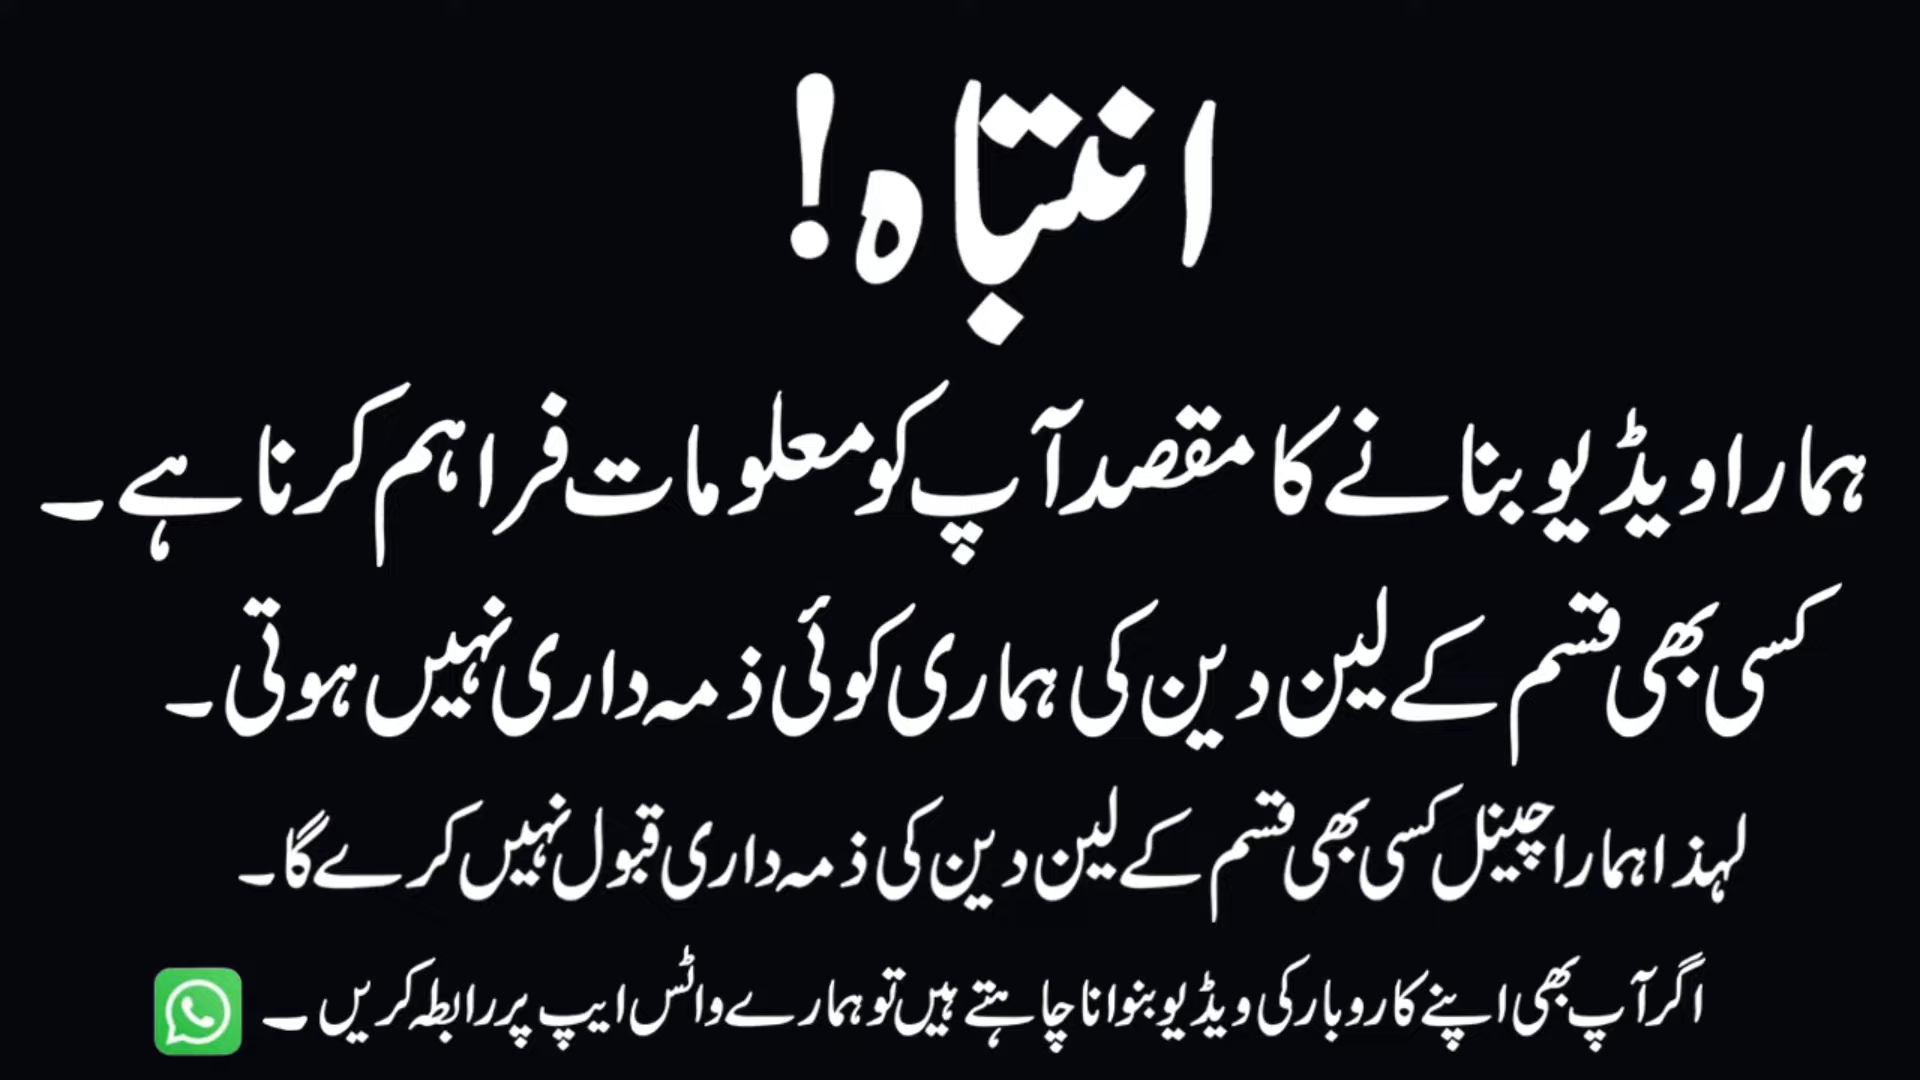 انتباہ!
ہمارا ویڈیو بنانے کا مقصد آپ کو معلومات فراہم کرنا ہے۔
کسی بھی قسم کے لین دین کی ہماری کوئی ذمہ داری نہیں ہوتی۔
لہذا ہمارا چینل کسی بھی قسم کے لین دین کی ذمہ داری قبول نہیں کرے گا۔
اگر آپ بھی اپنے کاروبار کی ویڈیو بنوانا چاہتے ہیں تو ہمارے واٹس ایپ پر رابطہ کریں۔